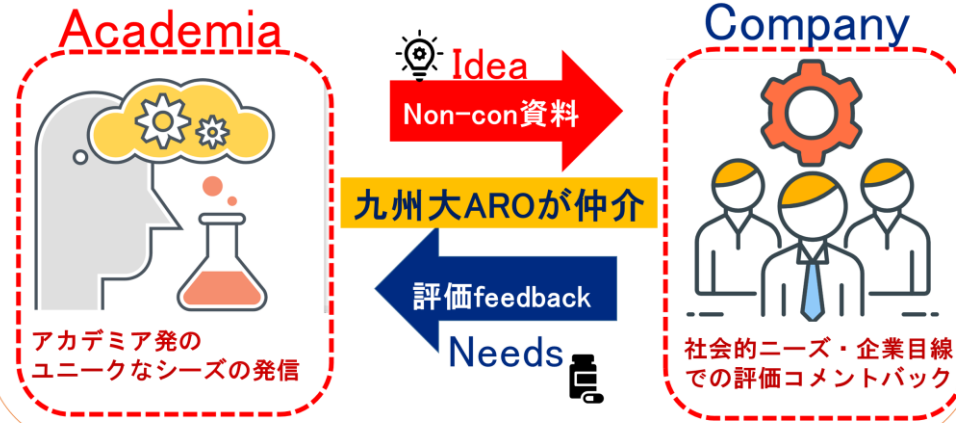 Academia
Company
Idea
Non-con資料
九州大AROが仲介
評価feedback
Needs
アカデミア発の
ユニークなシーズの発信
社会的ニーズ・企業目線
での評価コメントバック